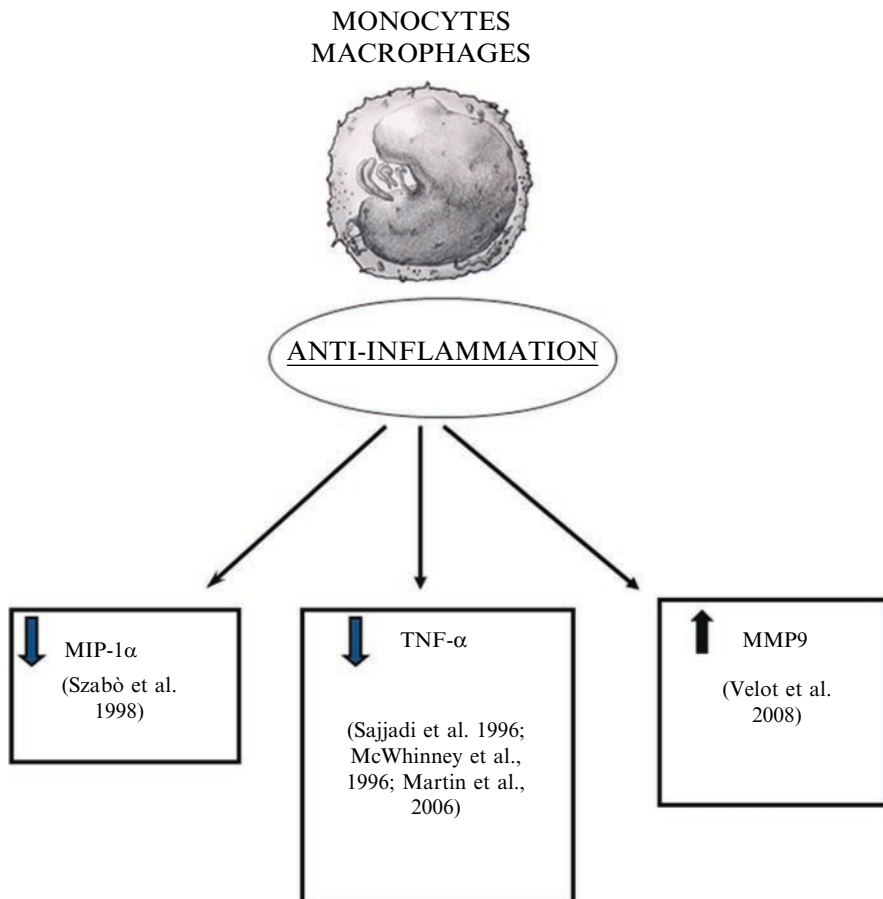 MONOCYTES
MACROPHAGES
ANTI-INFLAMMATION
MIP-1α
(Szabò et al.
1998)
TNF-α
(Sajjadi et al. 1996;
McWhinney et al.,
1996; Martin et al.,
2006)
MMP9
(Velot et al.
2008)